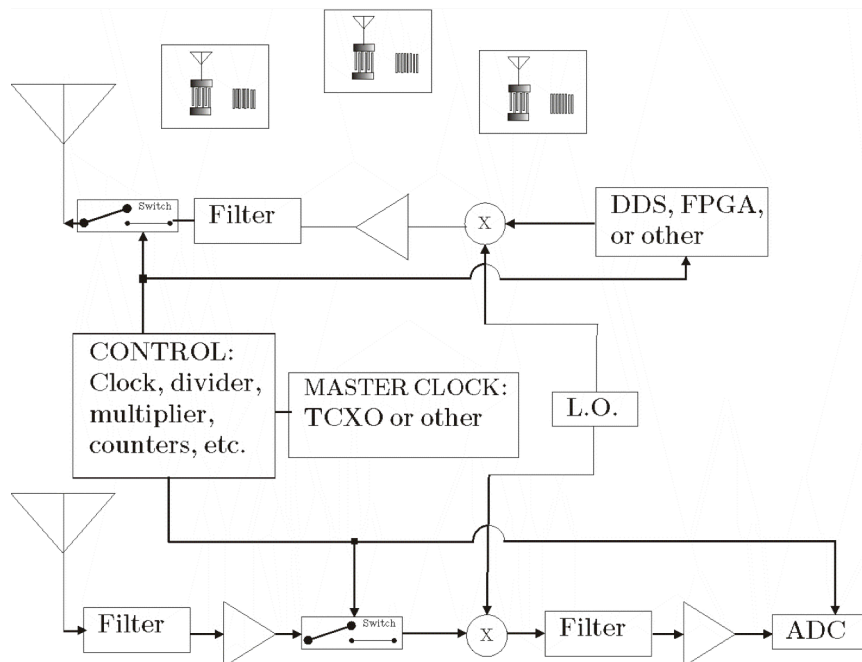 Switch
Filter
X
DDS, FPGA,
or other
CONTROL:
Clock, divider,
multiplier,
counters, etc.
MASTER CLOCK:
TCXO or other
L.O.
Filter
Switch
X
Filter
ADC